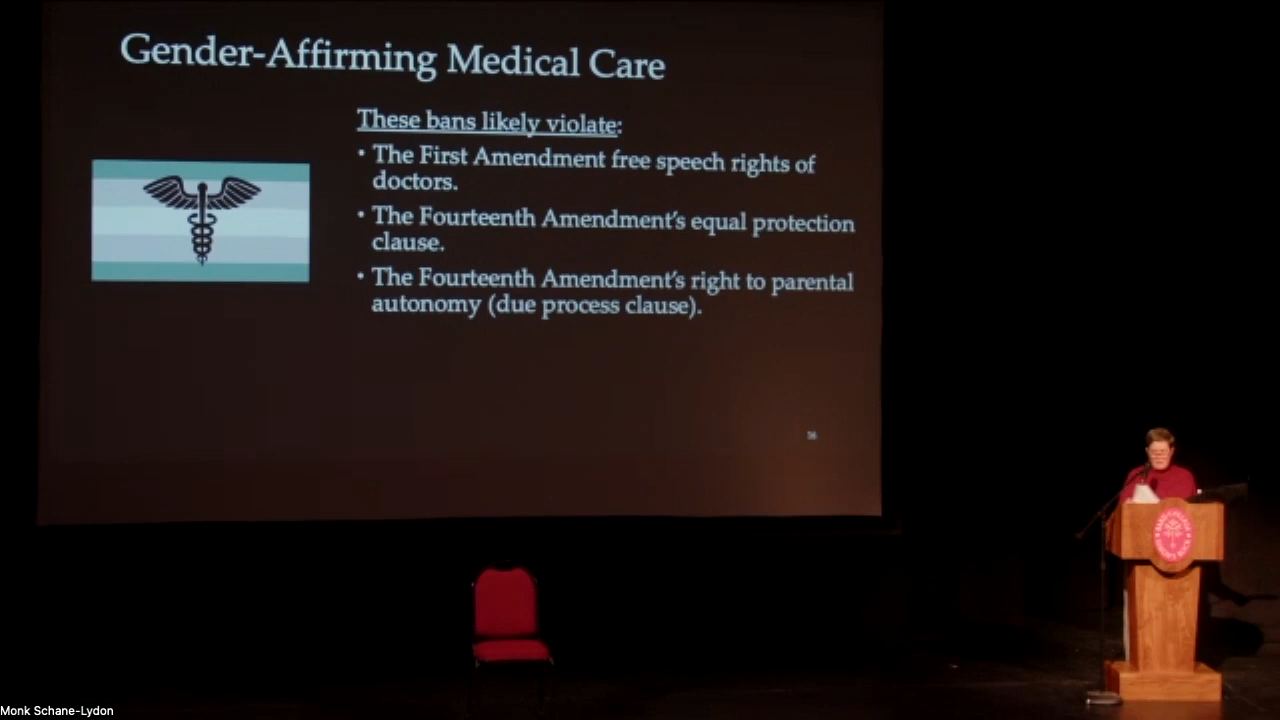 Gender-Affirming Medical Care
These bans likely violate:
• The First Amendment free speech rights of
doctors.
• The Fourteenth Amendment's equal protection
clause.
• The Fourteenth Amendment's right to parental
autonomy (due process clause).
Monk Schane-Lydon